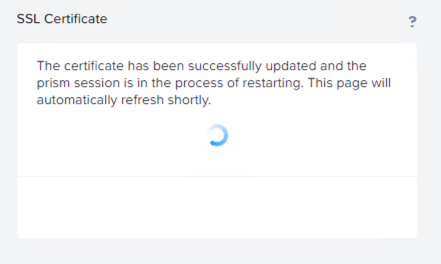 SSL Certificate
?
The certificate has been successfully updated and the
prism session is in the process of restarting. This page will
automatically refresh shortly.